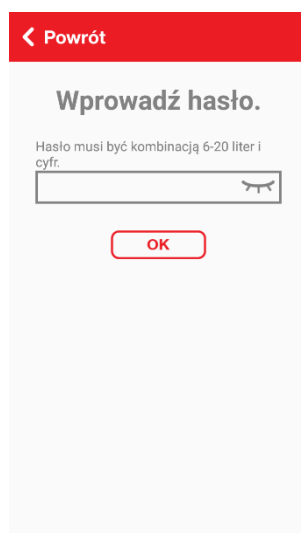 Powrót
Wprowadź hasło.
Hasło musi być kombinacją 6-20 liter i
cyfr.
OK